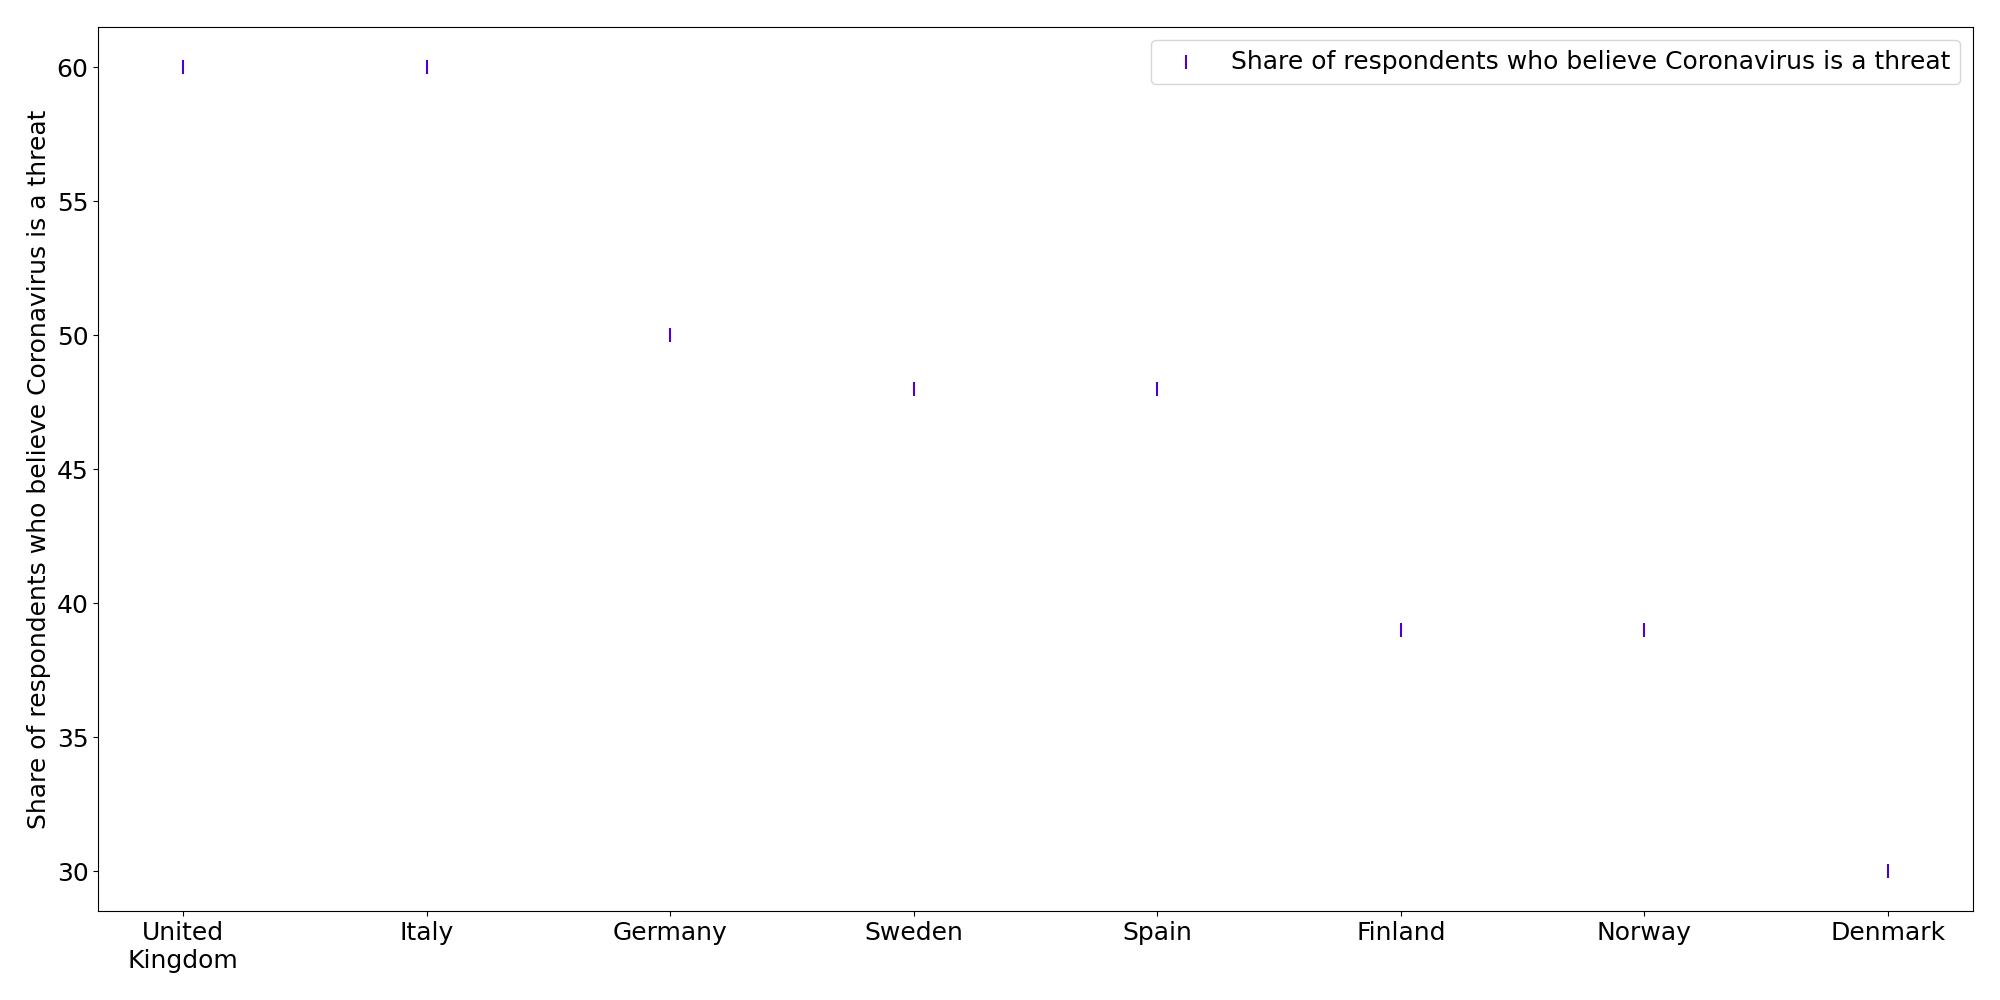 Share of respondents who believe Coronavirus is a threat
Share of respondents who believe Coronavirus is a threat
60
55
50
45
40
35
30
United
Kingdom
Italy
Germany
Sweden
Spain
Finland
Norway
Denmark